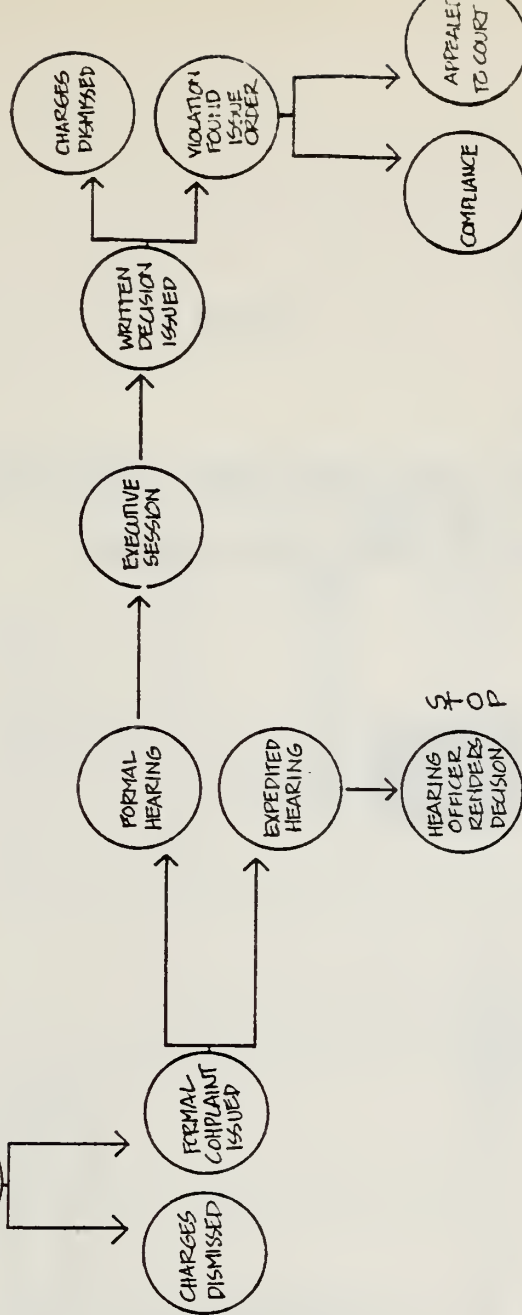 CHARGES
DISMISSED
FORMAL
COMPLAINT
ISSUED
FORMAL
HEARING
EXPEDITED
HEARING
HEARING
OFFICER
RENDERS
DECISION
STOP
EXECUTIVE
SESSION
WRITTEN
DECISION
ISSUED
CHARGES
DISMISSED
VIOLATION
FOUND
ISSUE
ORDER
COMPLIANCE
APPEALED
TO COURT